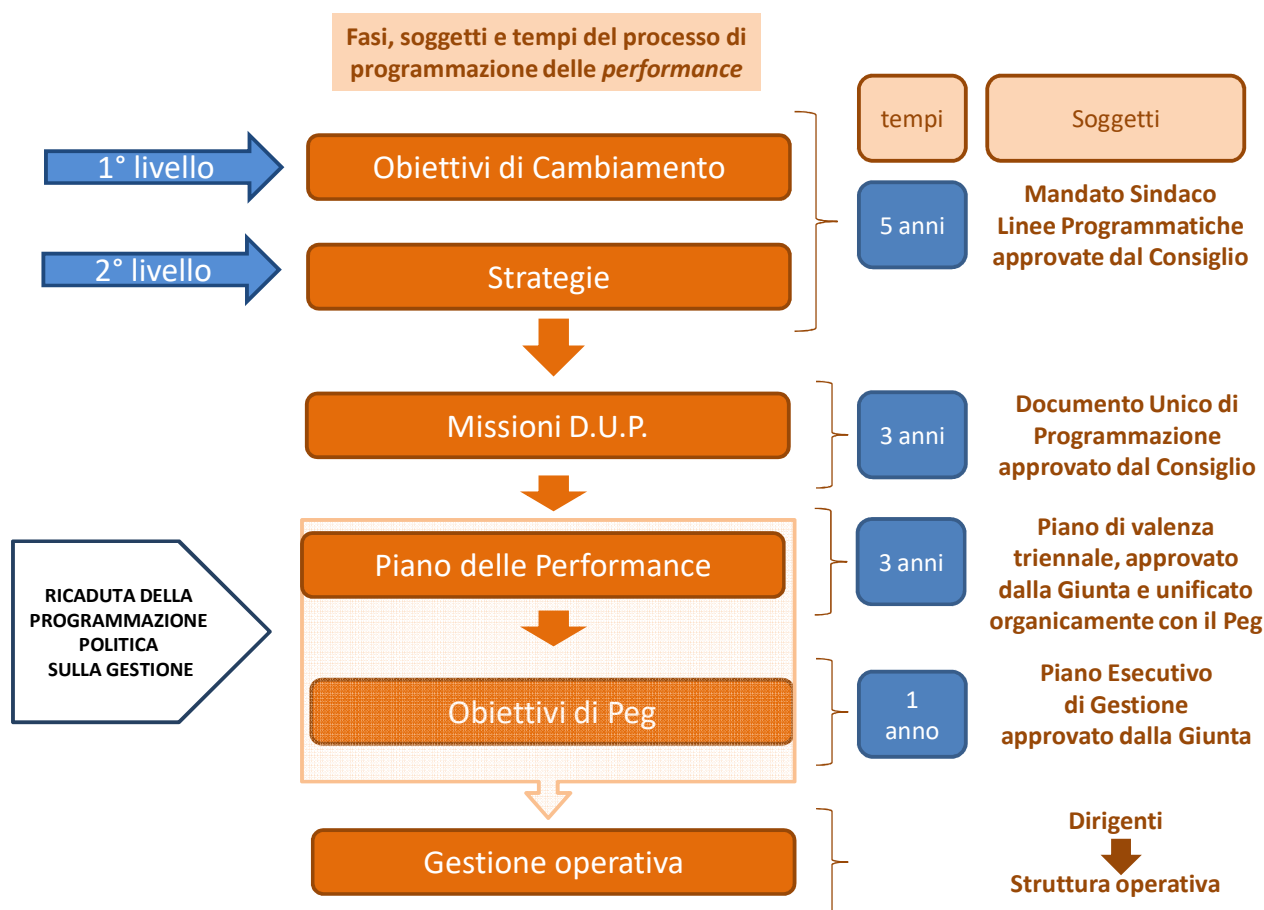 Fasi, soggetti e tempi del processo di
programmazione delle performance
tempi
Soggetti
1° livello
Obiettivi di Cambiamento
2° livello
Strategie
5 anni
Mandato Sindaco
Linee Programmatiche
approvate dal Consiglio
Missioni D.U.P.
3 anni
Documento Unico di
Programmazione
approvato dal Consiglio
RICADUTA DELLA
PROGRAMMAZIONE
POLITICA
SULLA GESTIONE
Piano delle Performance
3 anni
Piano di valenza
triennale, approvato
dalla Giunta e unificato
organicamente con il Peg
Obiettivi di Peg
1
anno
Piano Esecutivo
di Gestione
approvato dalla Giunta
Gestione operativa
Dirigenti
Struttura operativa